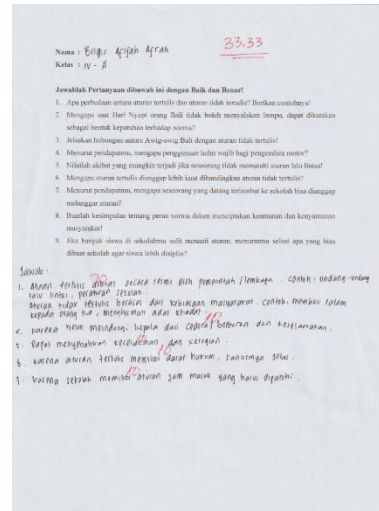 33.33
Nama : Bilqis Afifah Azrah
Kelas : IV - A
Jawablah Pertanyaan dibawah ini dengan Baik dan Benar!
1. Apa perbedaan antara aturan tertulis dan aturan tidak tertulis? Berikan contohnya!
2. Mengapa saat Hari Nyepi orang Bali tidak boleh menyalakan lampu, dapat dikatakan
sebagai bentuk kepatuhan terhadap norma?
3. Jelaskan hubungan antara Awig-awig Bali dengan aturan tidak tertulis?
4. Menurut pendapatmu, mengapa penggunaan helm wajib bagi pengendara motor?
5. Nilailah akibat yang mungkin terjadi jika seseorang tidak mematuhi aturan lalu lintas!
6. Mengapa aturan tertulis dianggap lebih kuat dibandingkan aturan tidak tertulis?
7. Menurut pendapatmu, mengapa seseorang yang datang terlambat ke sekolah bisa dianggap
melanggar aturan?
8. Buatlah kesimpulan tentang peran norma dalam menciptakan keamanan dan kenyamanan
masyarakat!
9. Jika banyak siswa di sekolahmu sulit menaati aturan, menurutmu solusi apa yang bisa
dibuat sekolah agar siswa lebih disiplin?
Jawab :
1. Aturan tertulis dibuat secara resmi oleh pemerintah / lembaga . contoh : undang-undang
lalu lintas , peraturan sekolah .
Aturan tidak tertulis berasal dari kebiasaan masyarakat . contoh : memberi salam
kepada orang tua , menghormati adat istiadat .
4. karena helm melindungi kepala dari cedera benturan dan keselamatan .
5. Dapat menyebabkan kecelakaan , dan kerugian .
6. karena aturan tertulis memiliki dasar hukum , sanksinya jelas .
7. karena sekolah memiliki aturan jam masuk yang harus dipatuhi .